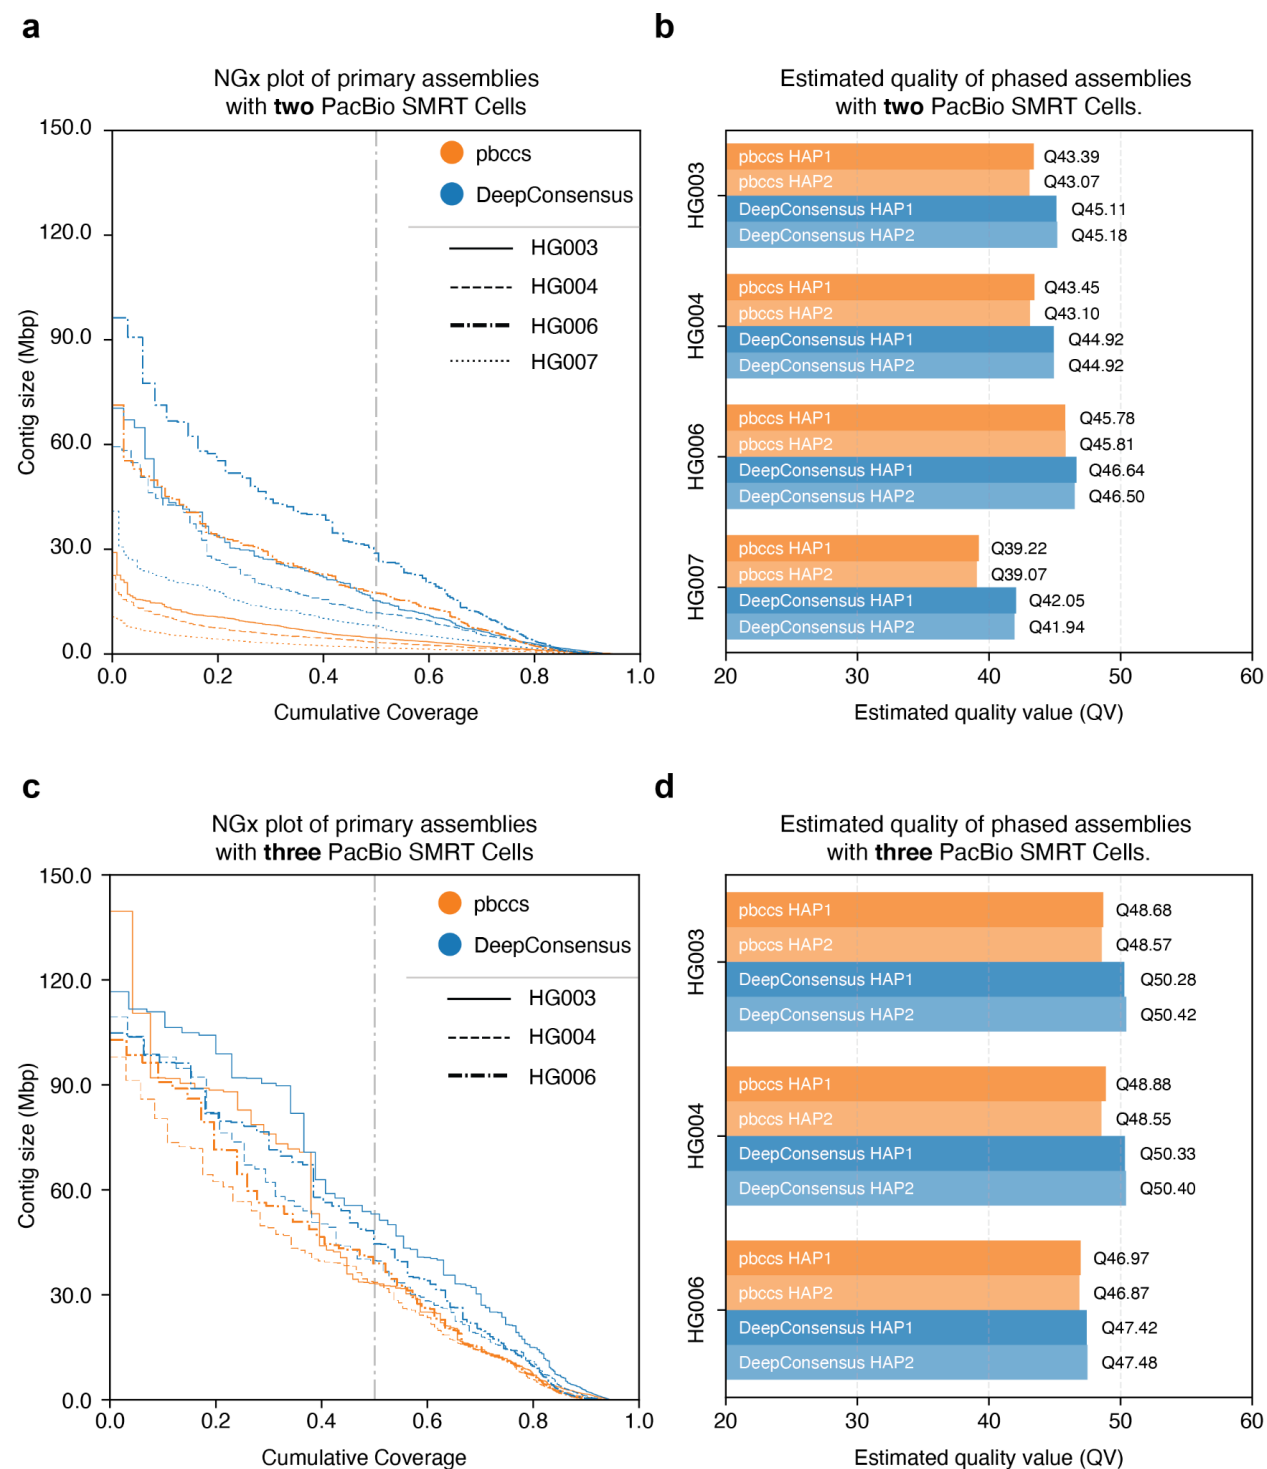 a
NGx plot of primary assemblies
with two PacBio SMRT Cells
150.0
120.0
90.0
60.0
30.0
0.0
Contig size (Mbp)
pbccs
DeepConsensus
HG003
HG004
HG006
HG007
0.0 0.2 0.4 0.6 0.8 1.0
Cumulative Coverage
b
Estimated quality of phased assemblies
with two PacBio SMRT Cells.
HG003
pbccs HAP1 Q43.39
pbccs HAP2 Q43.07
DeepConsensus HAP1 Q45.11
DeepConsensus HAP2 Q45.18
HG004
pbccs HAP1 Q43.45
pbccs HAP2 Q43.10
DeepConsensus HAP1 Q44.92
DeepConsensus HAP2 Q44.92
HG006
pbccs HAP1 Q45.78
pbccs HAP2 Q45.81
DeepConsensus HAP1 Q46.64
DeepConsensus HAP2 Q46.50
HG007
pbccs HAP1 Q39.22
pbccs HAP2 Q39.07
DeepConsensus HAP1 Q42.05
DeepConsensus HAP2 Q41.94
20 30 40 50 60
Estimated quality value (QV)
c
NGx plot of primary assemblies
with three PacBio SMRT Cells
150.0
120.0
90.0
60.0
30.0
0.0
Contig size (Mbp)
pbccs
DeepConsensus
HG003
HG004
HG006
0.0 0.2 0.4 0.6 0.8 1.0
Cumulative Coverage
d
Estimated quality of phased assemblies
with three PacBio SMRT Cells.
HG003
pbccs HAP1 Q48.68
pbccs HAP2 Q48.57
DeepConsensus HAP1 Q50.28
DeepConsensus HAP2 Q50.42
HG004
pbccs HAP1 Q48.88
pbccs HAP2 Q48.55
DeepConsensus HAP1 Q50.33
DeepConsensus HAP2 Q50.40
HG006
pbccs HAP1 Q46.97
pbccs HAP2 Q46.87
DeepConsensus HAP1 Q47.42
DeepConsensus HAP2 Q47.48
20 30 40 50 60
Estimated quality value (QV)